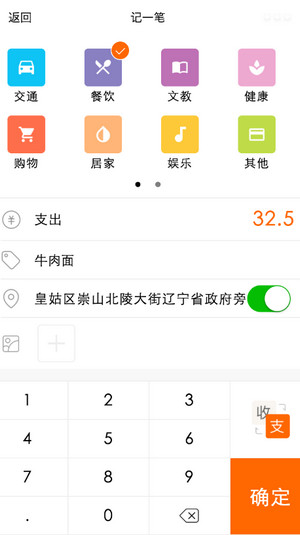 返回 记一笔
交通 餐饮 文教 健康
购物 居家 娱乐 其他
¥ 支出 32.5
牛肉面
皇姑区崇山北陵大街辽宁省政府旁
1 2 3
收
支
4 5 6
7 8 9
确定
. 0